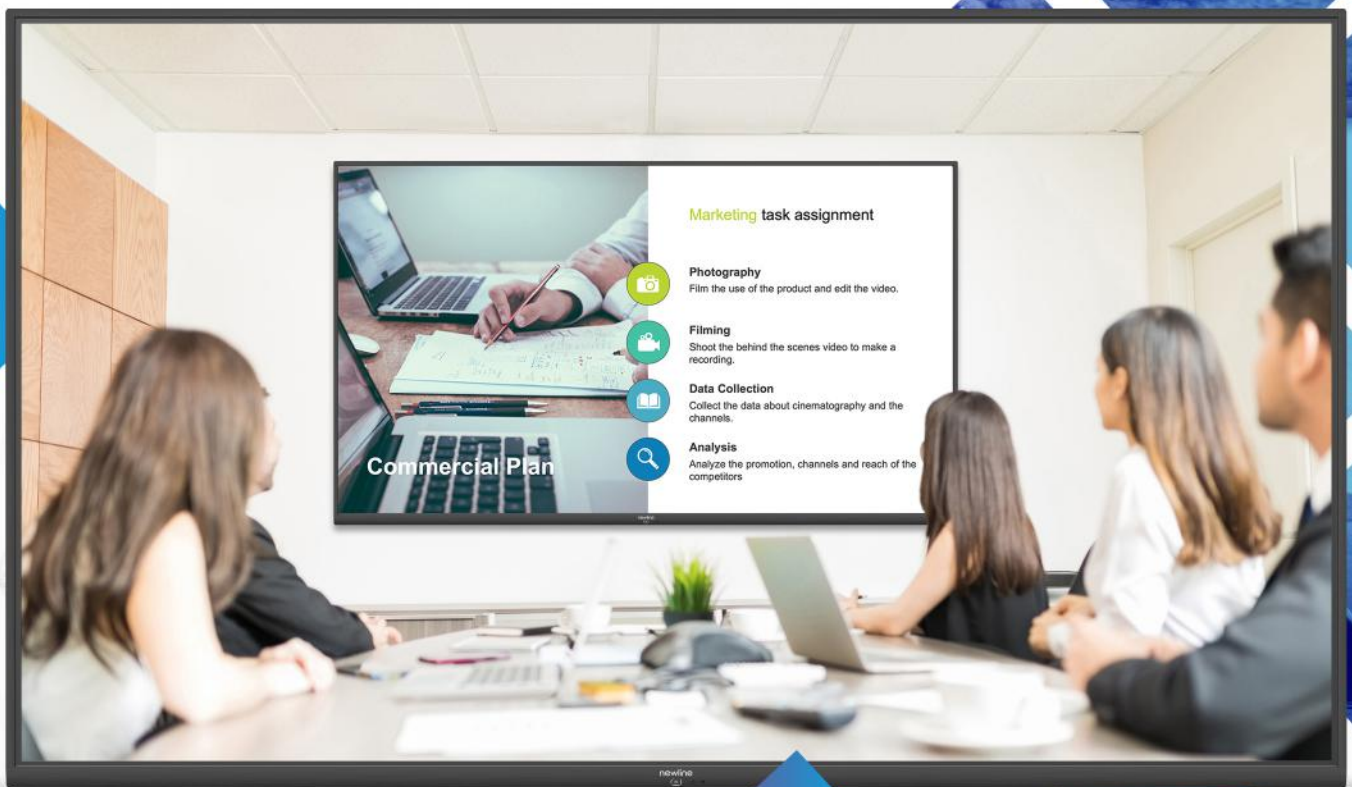 Marketing task assignment
Photography
Film the use of the product and edit the video.
Filming
Shoot the behind the scenes video to make a
recording.
Data Collection
Collect the data about cinematography and the
channels.
Analysis
Analyze the promotion, channels and reach of the
competitors
Commercial Plan
newline
newline